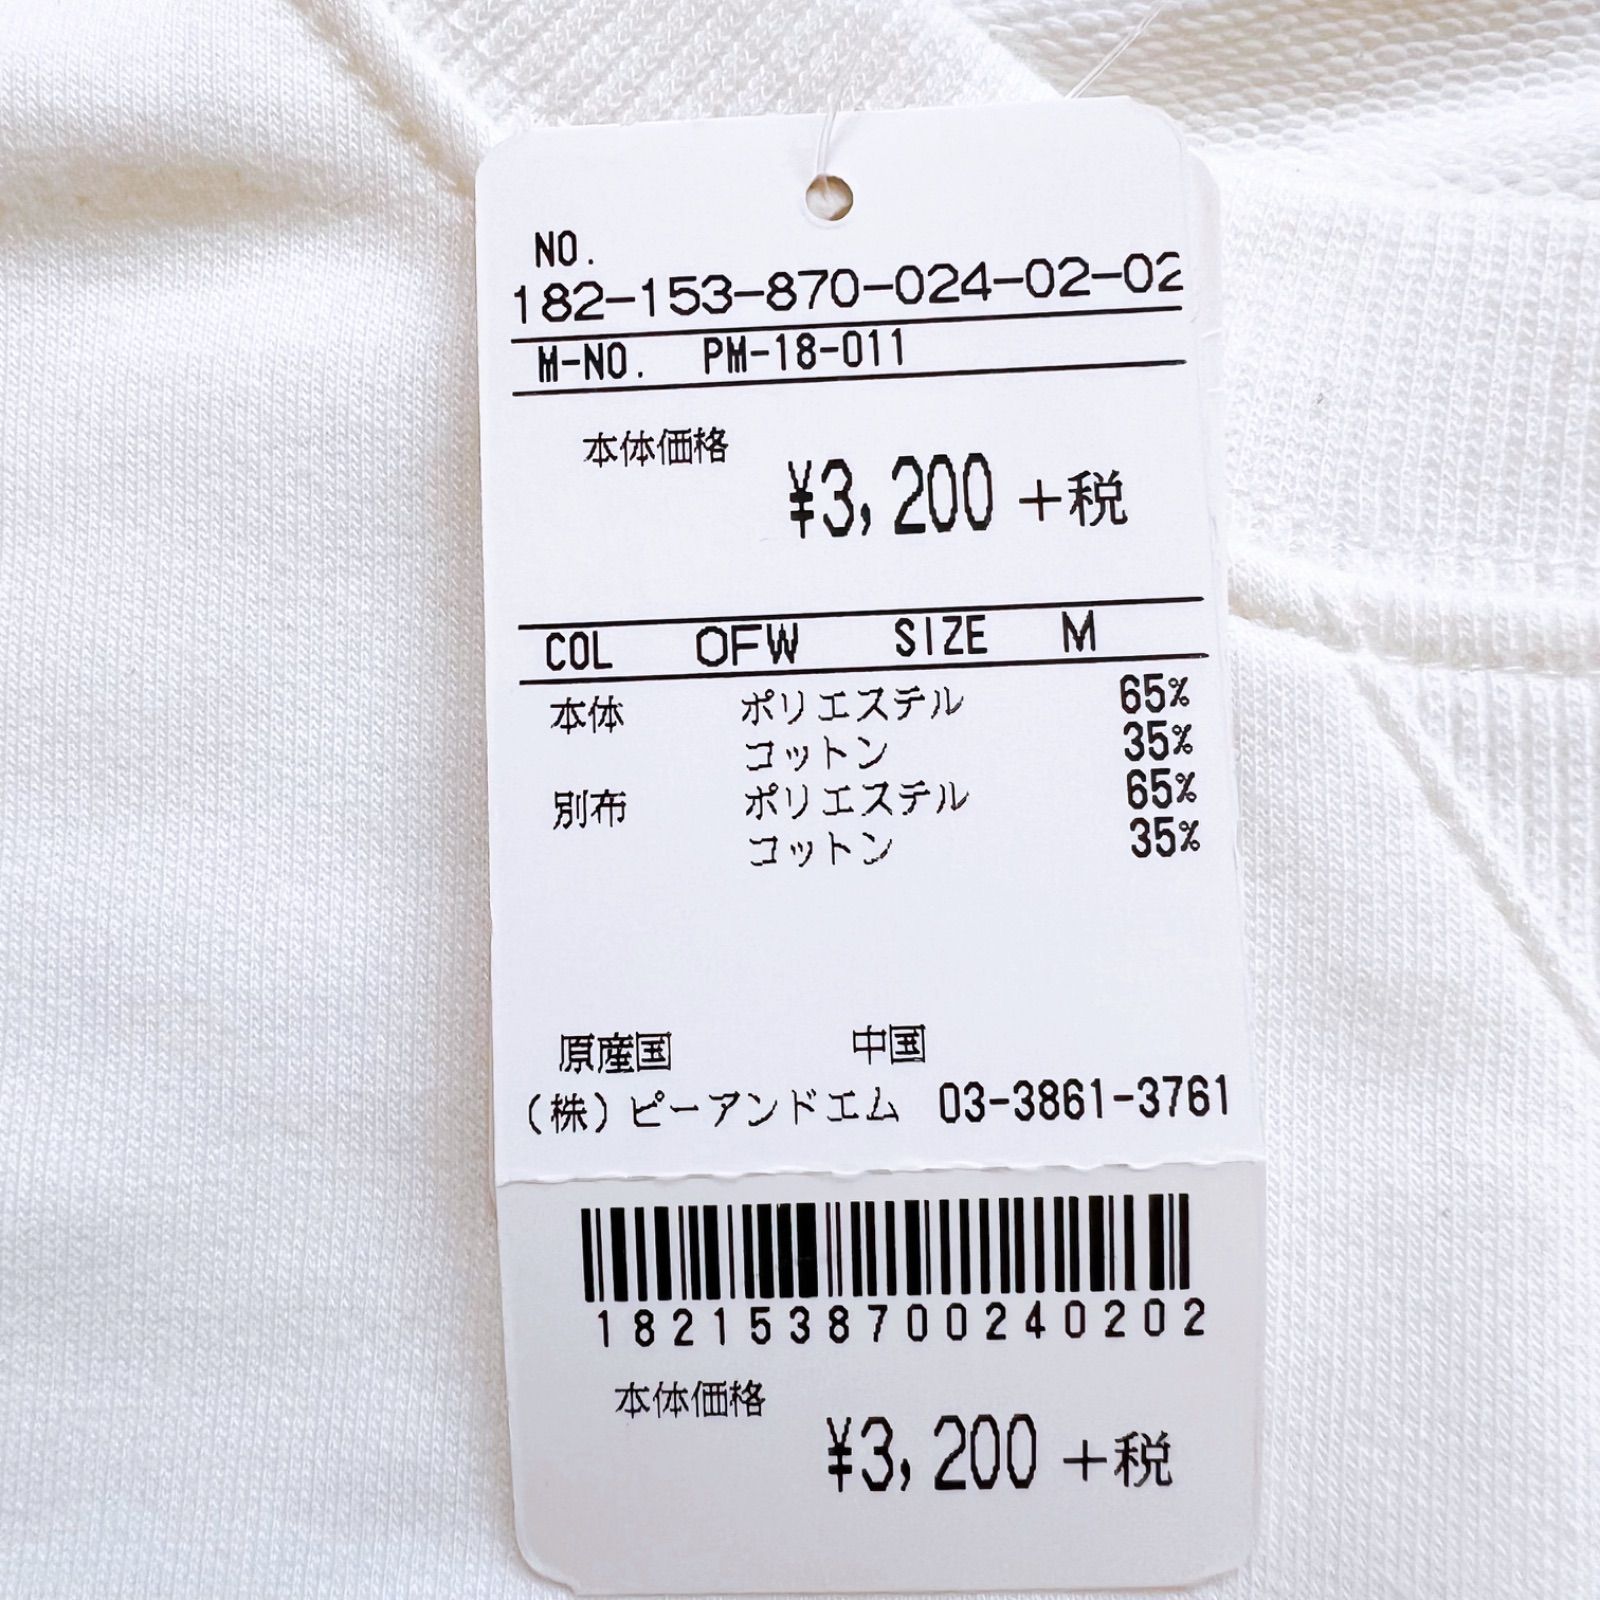 NO.
182-153-870-024-02-02
M-NO. PM-18-011
本体価格
¥3,200 +税
COL OFW SIZE M
本体 ポリエステル 65%
コットン 35%
別布 ポリエステル 65%
コットン 35%
原産国 中国
(株)ピーアンドエム 03-3861-3761
1821538700240202
本体価格
¥3,200 +税